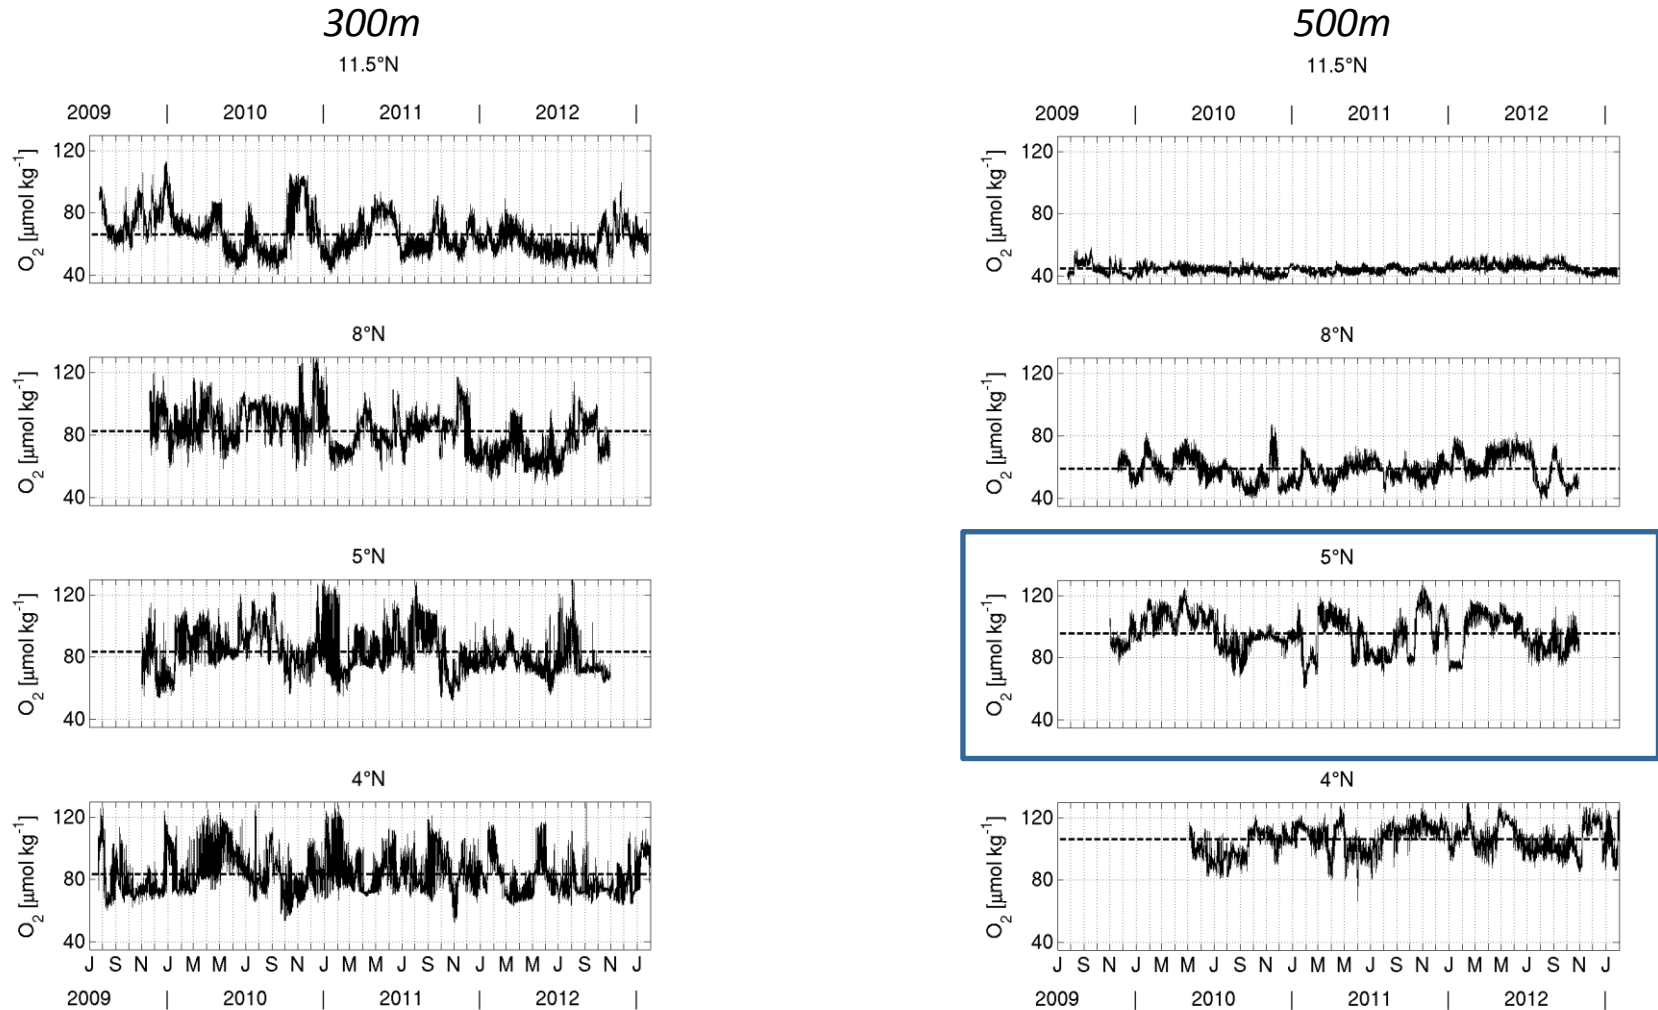 300m
11.5°N
2009 | 2010 | 2011 | 2012 |
120
80
40
O2 [µmol kg-1]
8°N
120
80
40
O2 [µmol kg-1]
5°N
120
80
40
O2 [µmol kg-1]
4°N
120
80
40
O2 [µmol kg-1]
J S N J M M J S N J M M J S N J M M J S N J
2009 | 2010 | 2011 | 2012 |
500m
11.5°N
2009 | 2010 | 2011 | 2012 |
120
80
40
O2 [µmol kg-1]
8°N
120
80
40
O2 [µmol kg-1]
5°N
120
80
40
O2 [µmol kg-1]
4°N
120
80
40
O2 [µmol kg-1]
J S N J M M J S N J M M J S N J M M J S N J
2009 | 2010 | 2011 | 2012 |